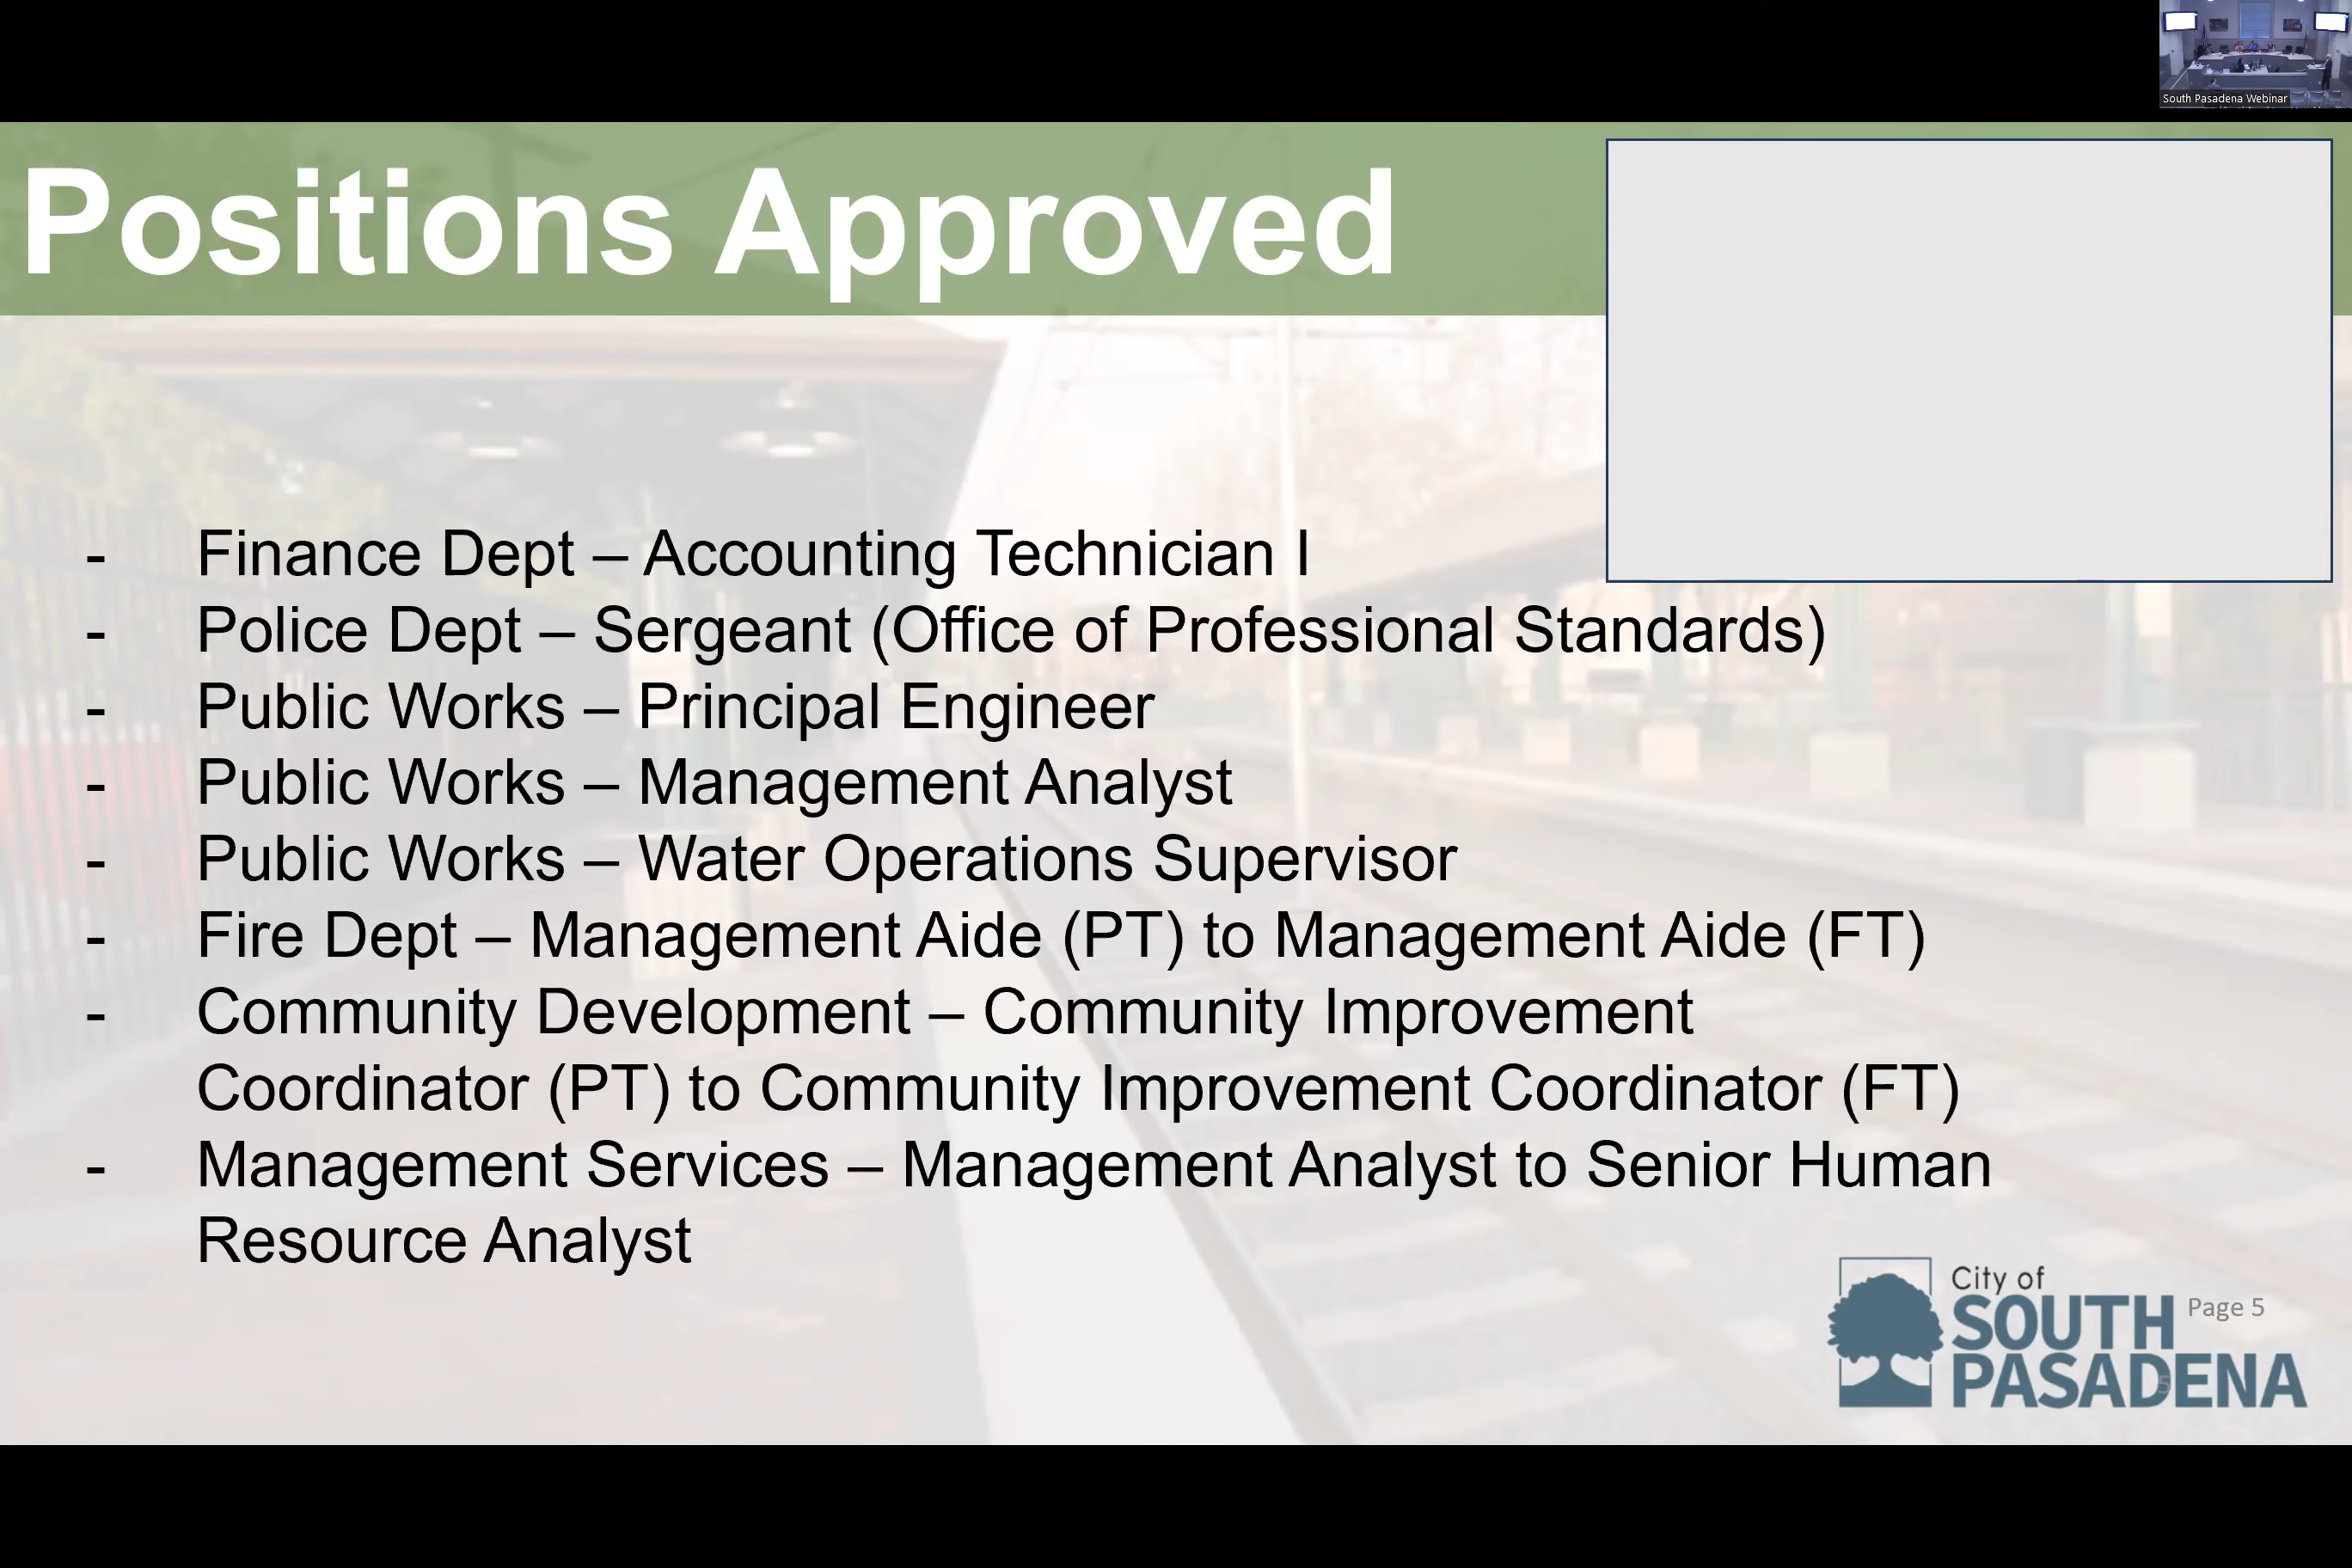 South Pasadena Webinar
Positions Approved
- Finance Dept – Accounting Technician I
- Police Dept – Sergeant (Office of Professional Standards)
- Public Works – Principal Engineer
- Public Works – Management Analyst
- Public Works – Water Operations Supervisor
- Fire Dept – Management Aide (PT) to Management Aide (FT)
- Community Development – Community Improvement
Coordinator (PT) to Community Improvement Coordinator (FT)
- Management Services – Management Analyst to Senior Human
Resource Analyst
City of
SOUTH
PASADENA
Page 5
5